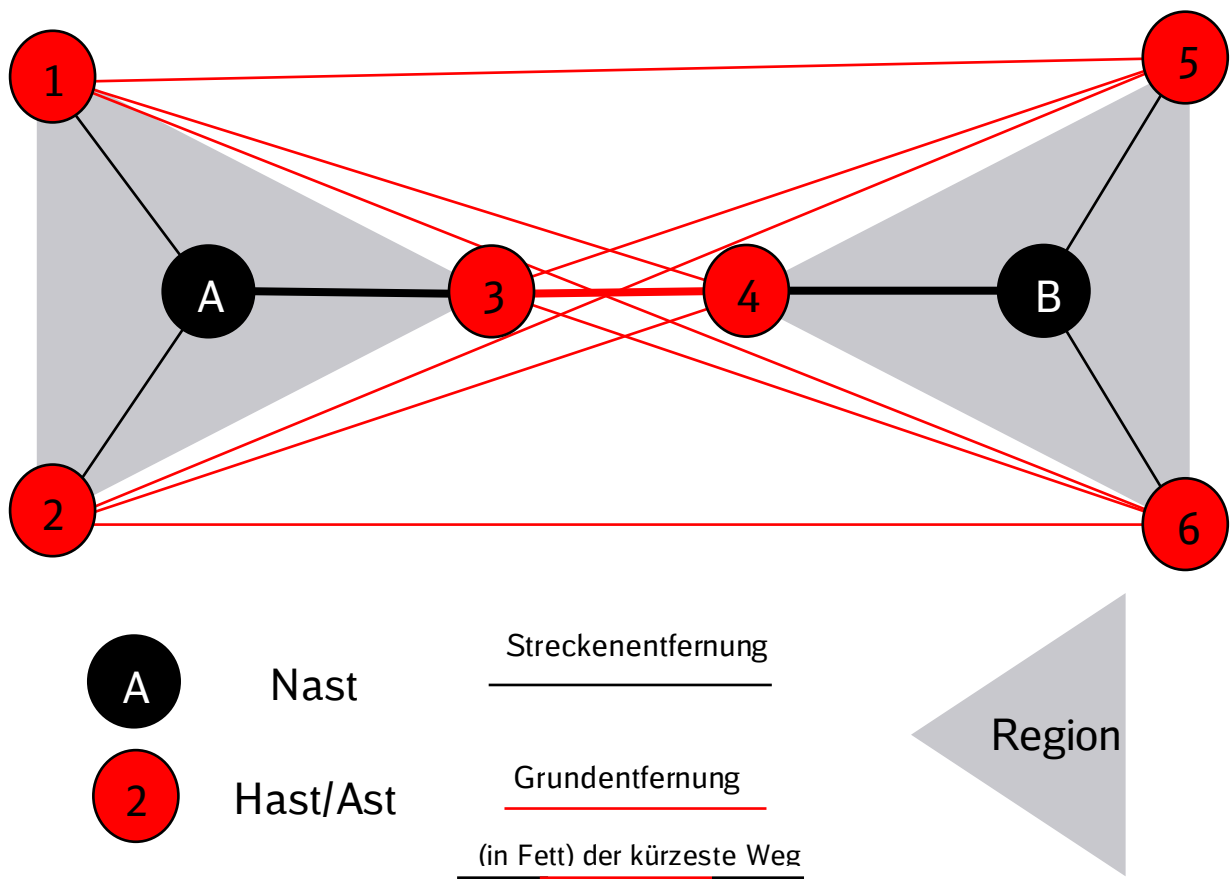 1
5
A
3
4
B
2
6
A
Nast
Streckenentfernung
Region
2
Hast/Ast
Grundentfernung
(in Fett) der kürzeste Weg